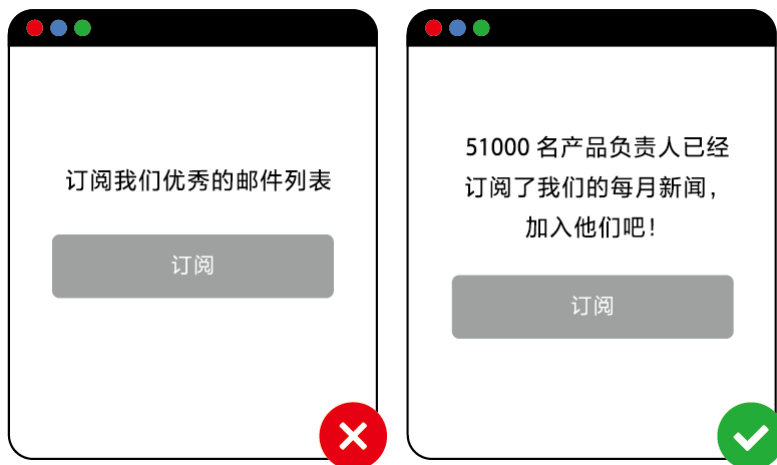 订阅我们优秀的邮件列表
订阅
51000 名产品负责人已经
订阅了我们的每月新闻，
加入他们吧！
订阅